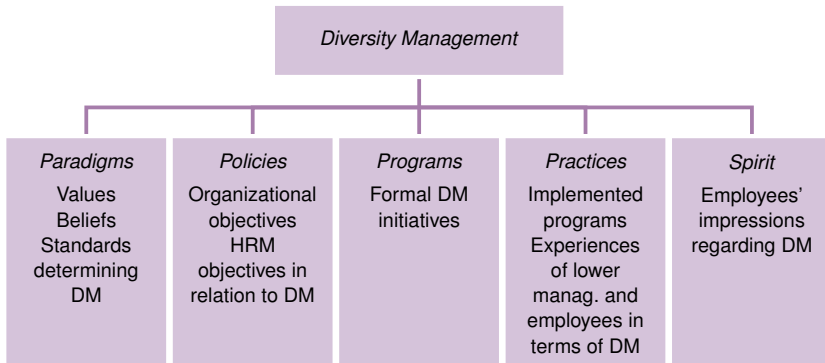 Diversity Management
Paradigms
Values
Beliefs
Standards
determining
DM
Policies
Organizational
objectives
HRM
objectives in
relation to DM
Programs
Formal DM
initiatives
Practices
Implemented
programs
Experiences
of lower
manag. and
employees in
terms of DM
Spirit
Employees’
impressions
regarding DM